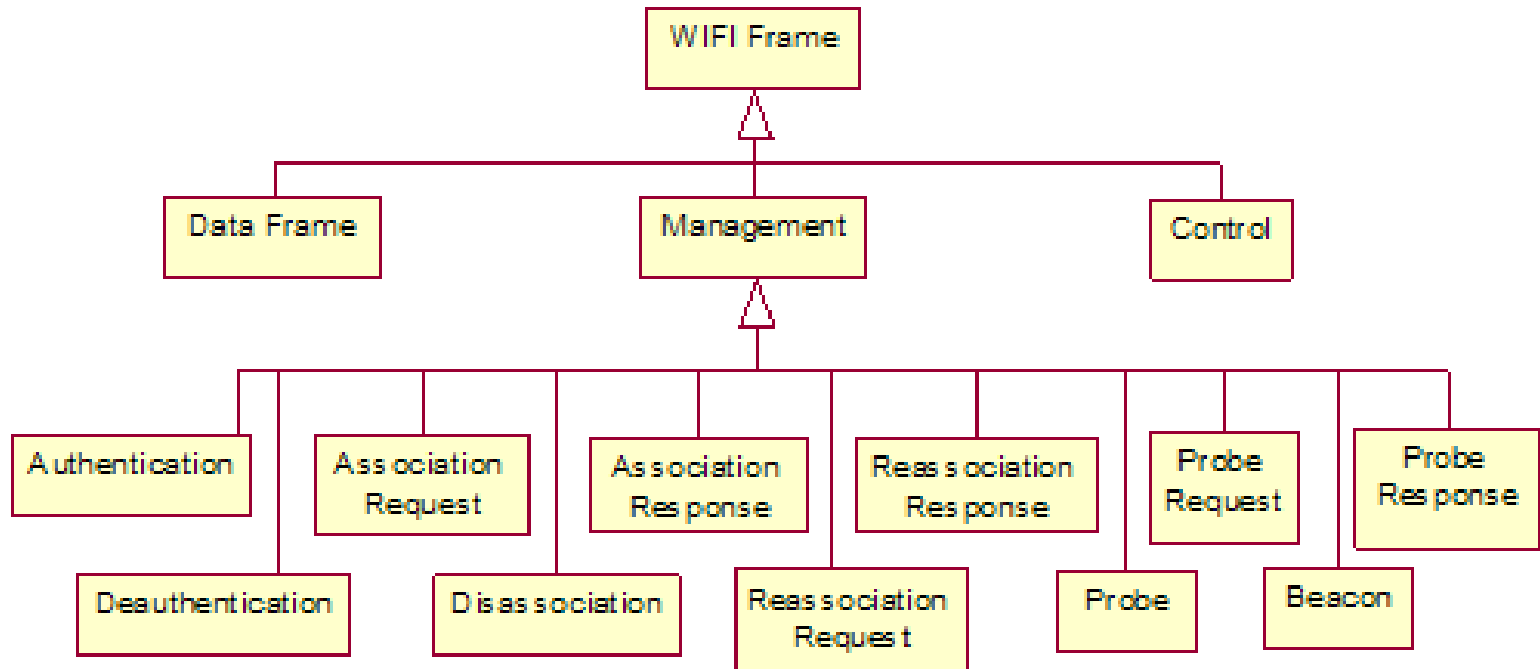 WIFI Frame
Data Frame
Management
Control
Authentication
Association
Request
Association
Response
Reassociation
Response
Probe
Request
Probe
Response
Deauthentication
Disassociation
Reassociation
Request
Probe
Beacon